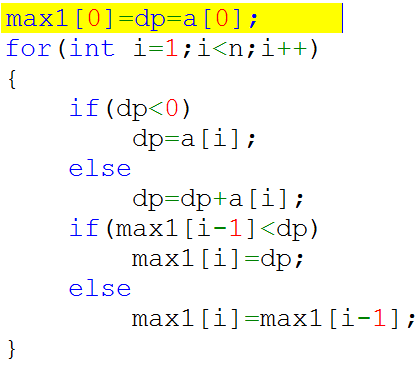 max1[0]=dp=a[0];
for(int i=1;i<n;i++)
{
    if(dp<0)
        dp=a[i];
    else
        dp=dp+a[i];
    if(max1[i-1]<dp)
        max1[i]=dp;
    else
        max1[i]=max1[i-1];
}